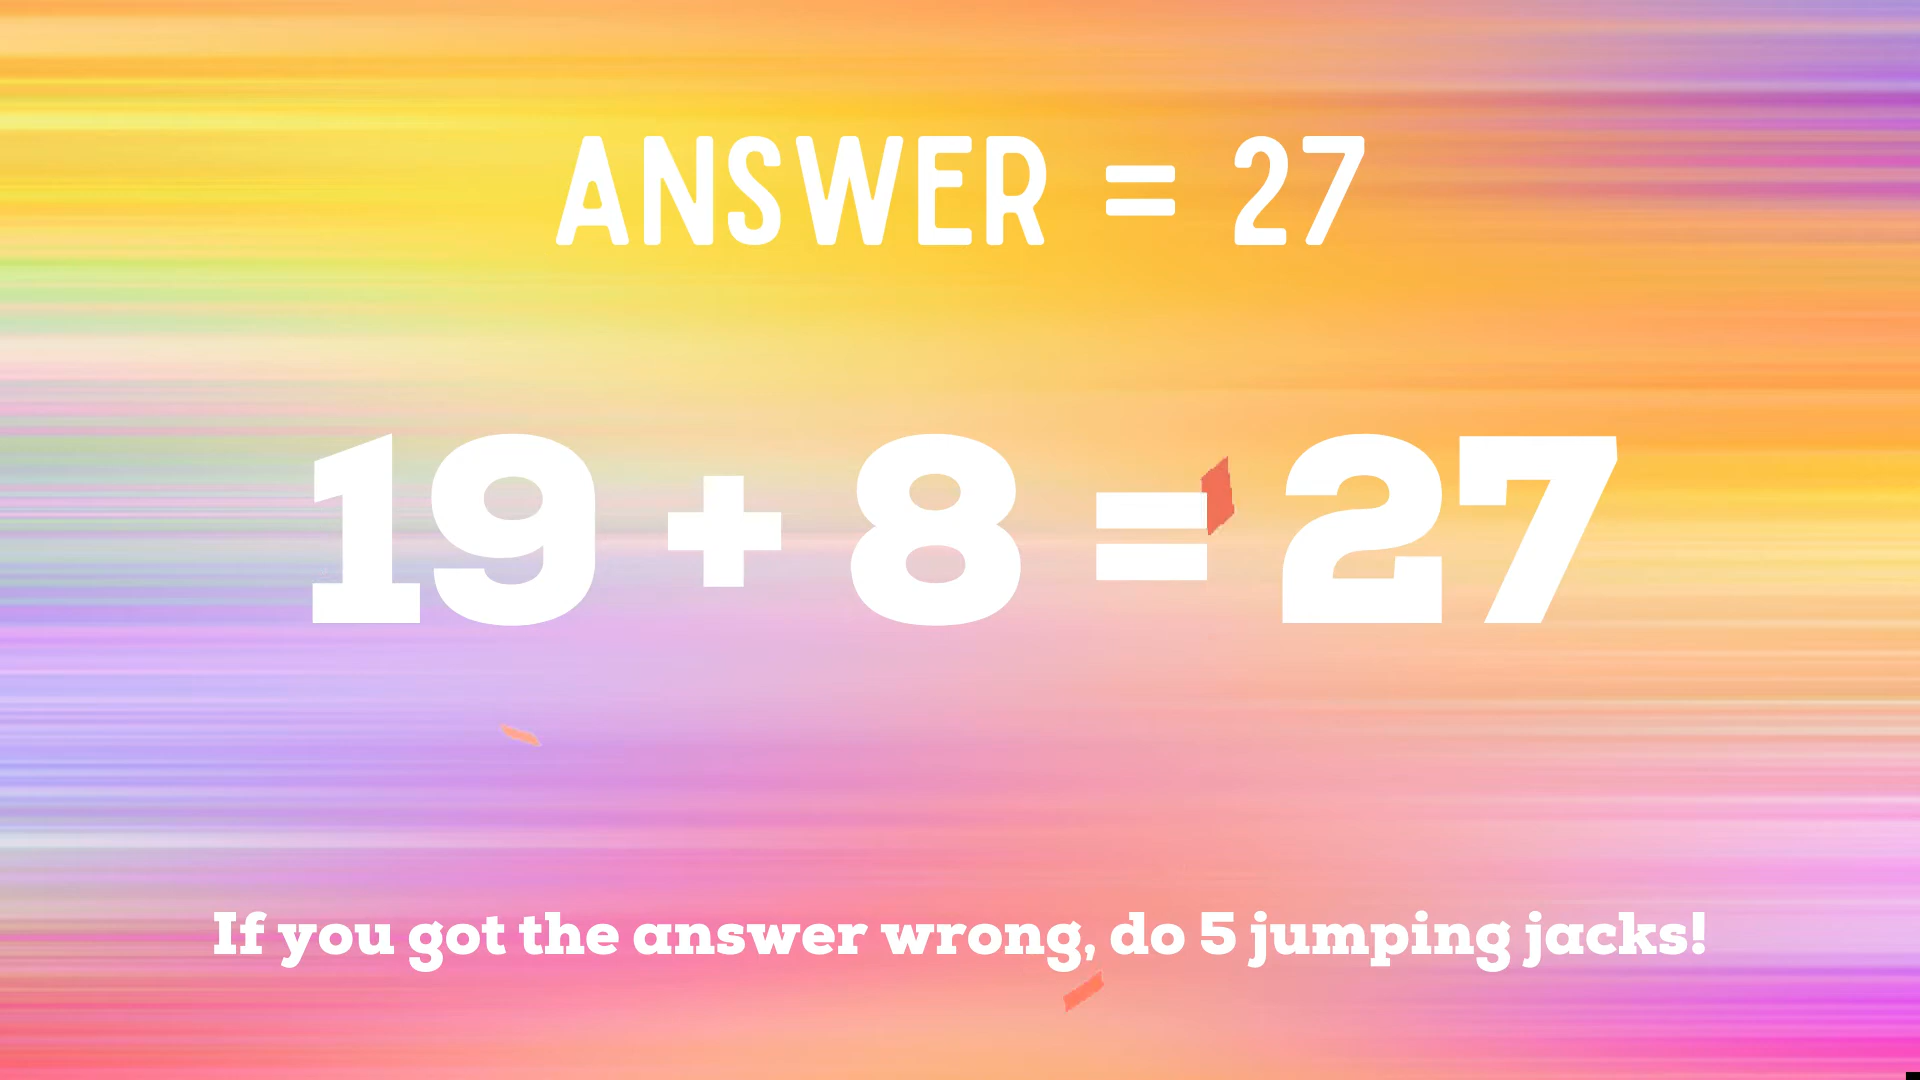 ANSWER = 27
19 + 8 = 27
If you got the answer wrong, do 5 jumping jacks!